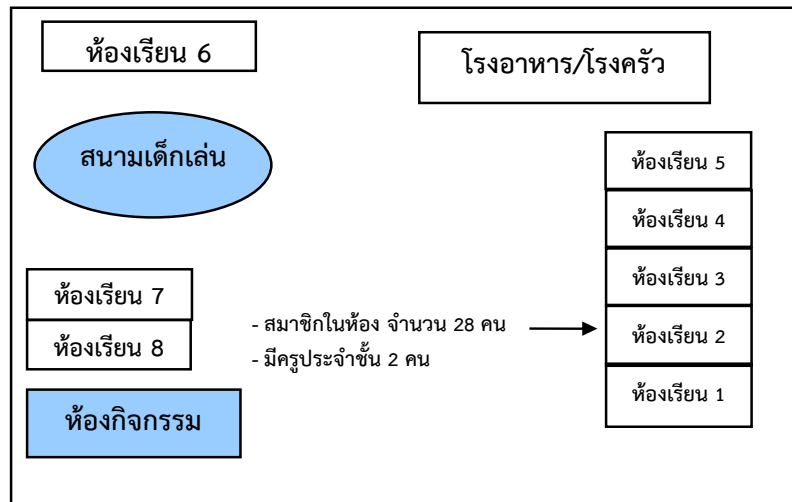 ห้องเรียน 6
โรงอาหาร/โรงครัว
สนามเด็กเล่น
ห้องเรียน 5
ห้องเรียน 4
ห้องเรียน 3
ห้องเรียน 7
- สมาชิกในห้อง จำนวน 28 คน
ห้องเรียน 2
ห้องเรียน 8
- มีครูประจำชั้น 2 คน
ห้องเรียน 1
ห้องกิจกรรม